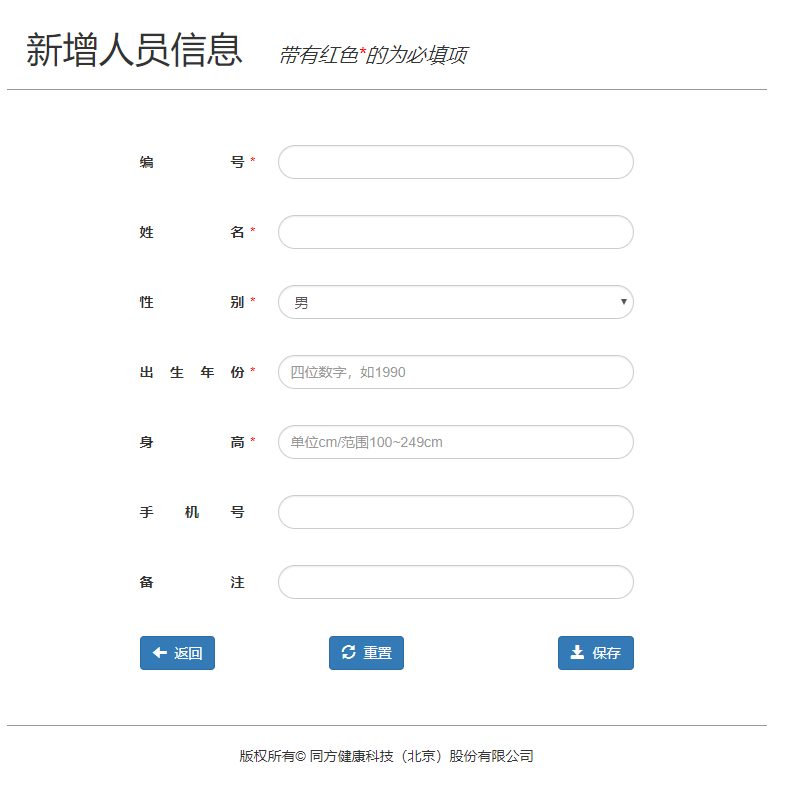 新增人员信息 带有红色*的为必填项
编号*
姓名*
性别* 男
出生年份* 四位数字，如1990
身高* 单位cm/范围100~249cm
手机号
备注
返回 重置 保存
版权所有© 同方健康科技（北京）股份有限公司